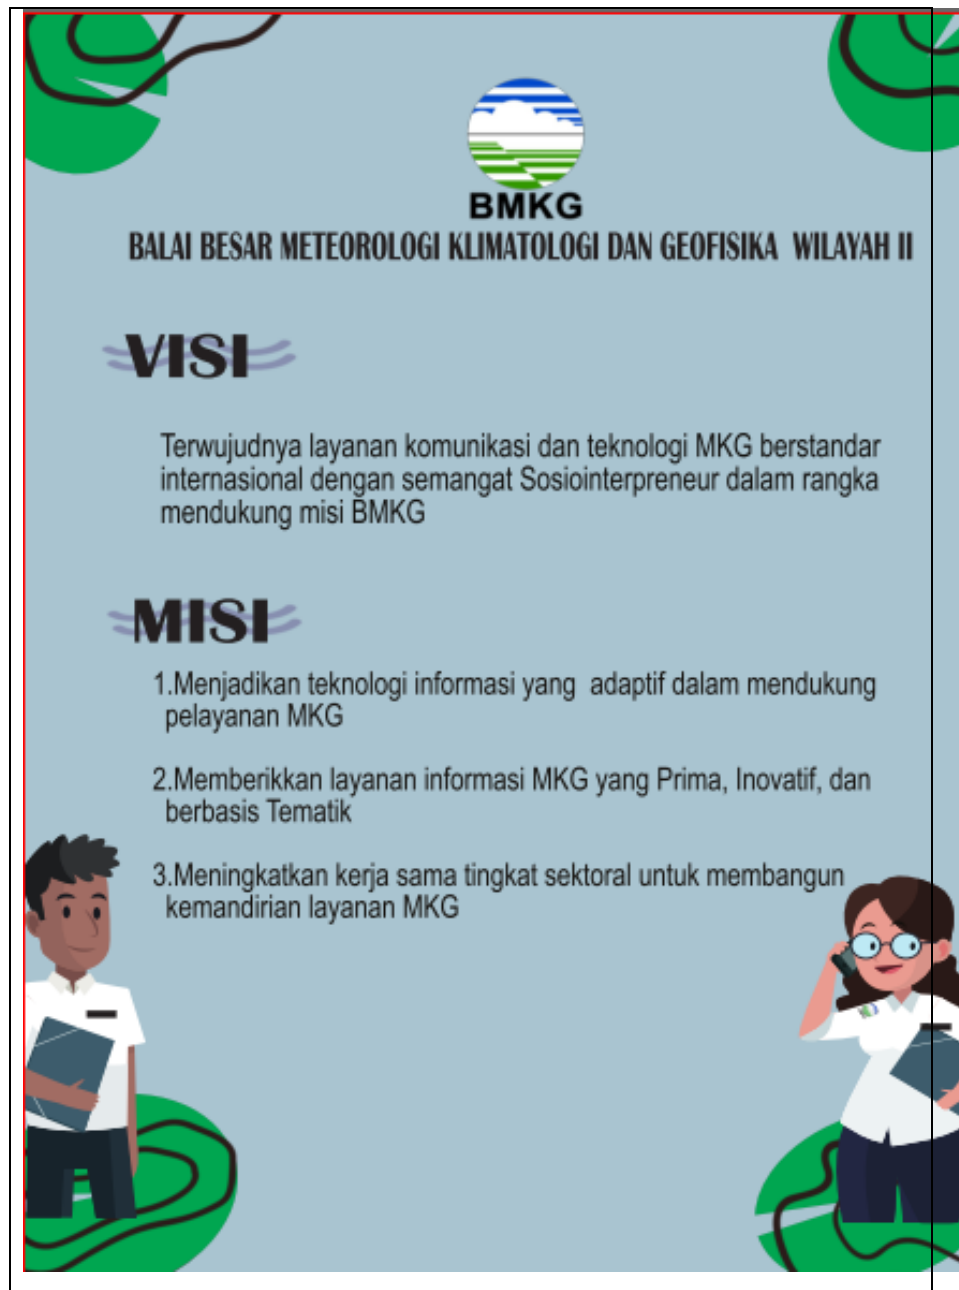 BMKG
BALAI BESAR METEOROLOGI KLIMATOLOGI DAN GEOFISIKA WILAYAH II
VISI
Terwujudnya layanan komunikasi dan teknologi MKG berstandar
internasional dengan semangat Sosiointerpreneur dalam rangka
mendukung misi BMKG
MISI
1.Menjadikan teknologi informasi yang adaptif dalam mendukung
pelayanan MKG
2.Memberikkan layanan informasi MKG yang Prima, Inovatif, dan
berbasis Tematik
3.Meningkatkan kerja sama tingkat sektoral untuk membangun
kemandirian layanan MKG